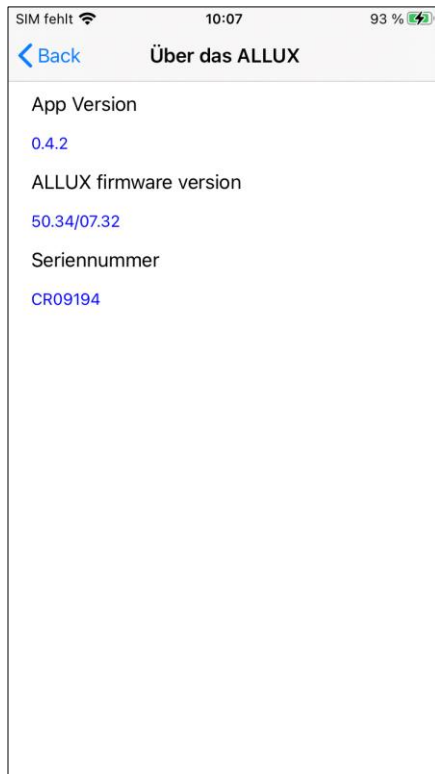 SIM fehlt 10:07 93 %
Back Über das ALLUX
App Version
0.4.2
ALLUX firmware version
50.34/07.32
Seriennummer
CR09194